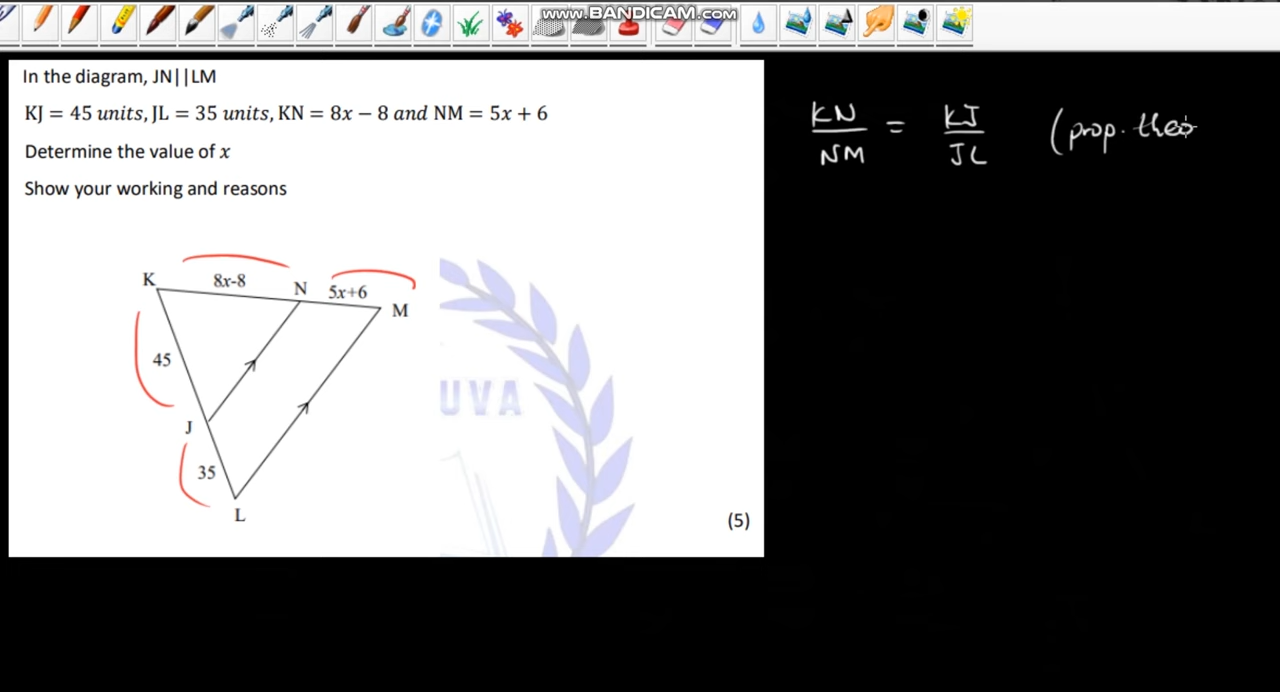 www.BANDICAM.com
In the diagram, JN||LM
KJ = 45 units, JL = 35 units, KN = 8x − 8 and NM = 5x + 6
Determine the value of x
Show your working and reasons
K
8x-8
N
5x+6
M
45
J
35
L
UVA
(5)
KN/NM = KJ/JL (prop. theo